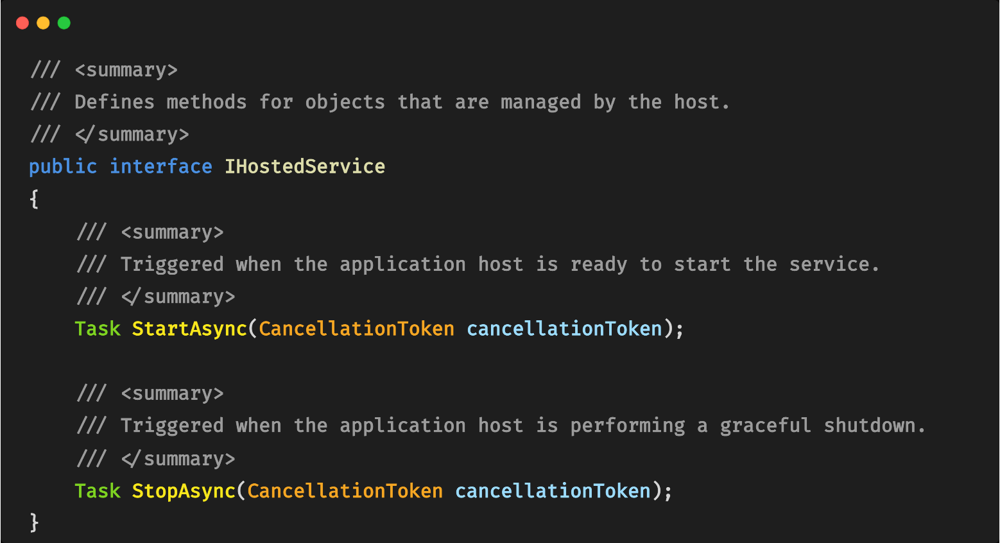 /// <summary>
/// Defines methods for objects that are managed by the host.
/// </summary>
public interface IHostedService
{
    /// <summary>
    /// Triggered when the application host is ready to start the service.
    /// </summary>
    Task StartAsync(CancellationToken cancellationToken);

    /// <summary>
    /// Triggered when the application host is performing a graceful shutdown.
    /// </summary>
    Task StopAsync(CancellationToken cancellationToken);
}